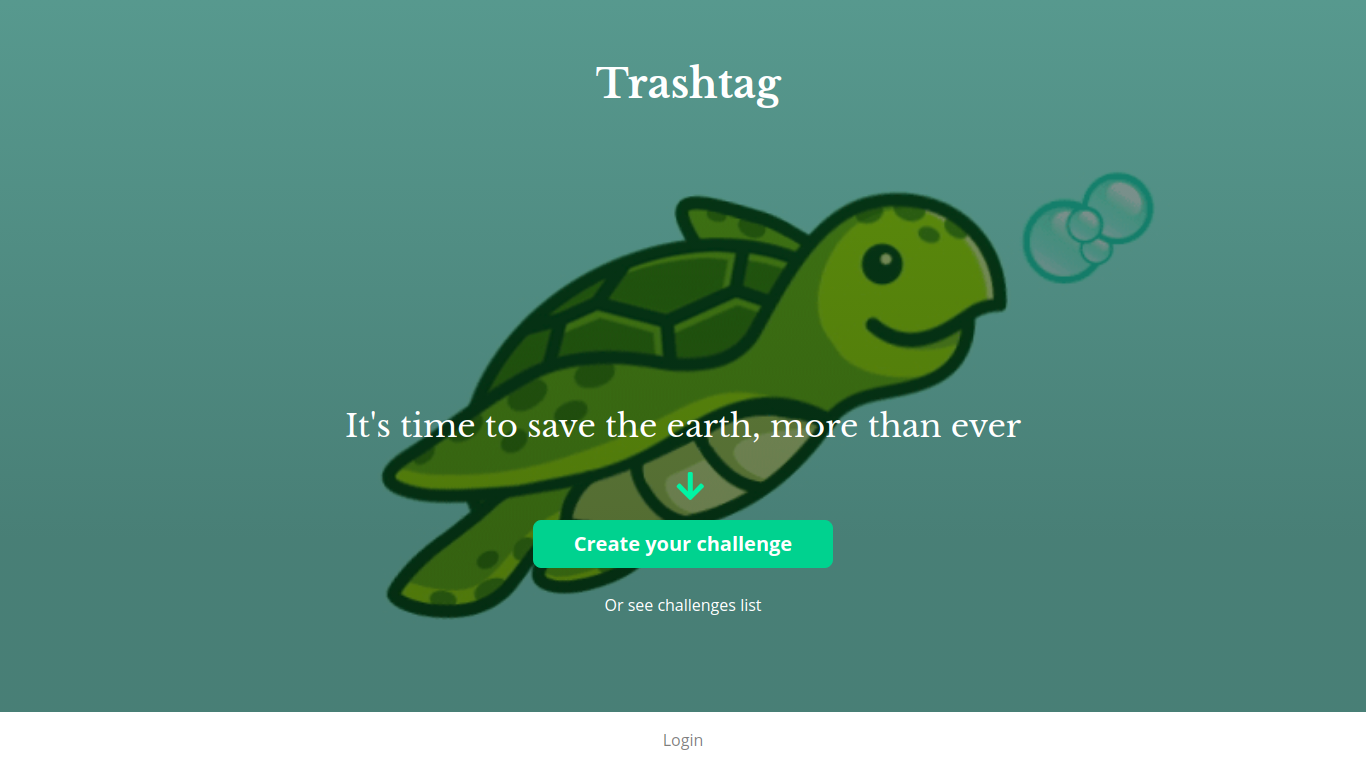 Trashtag
It's time to save the earth, more than ever
Create your challenge
Or see challenges list
Login